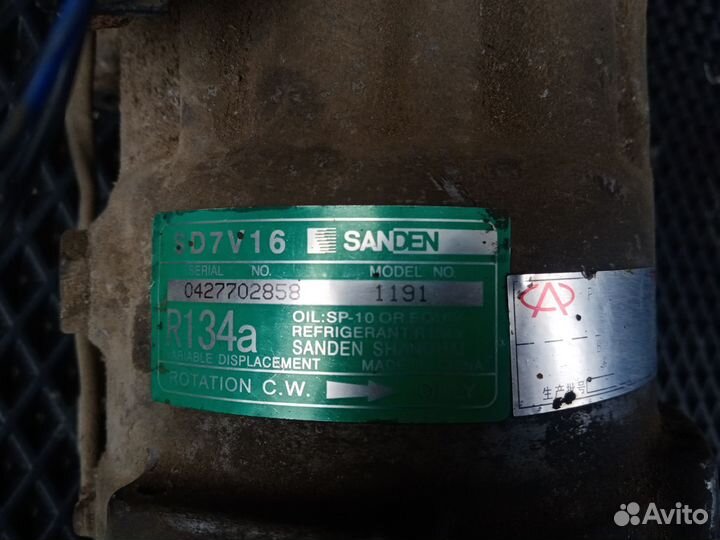 SD7V16 SANDEN
SERIAL NO. MODEL NO.
0427702858 1191
R134a
OIL:SP-10 OR
REFRIGERANT
SANDEN
VARIABLE DISPLACEMENT
ROTATION C.W.
生产批号
Avito